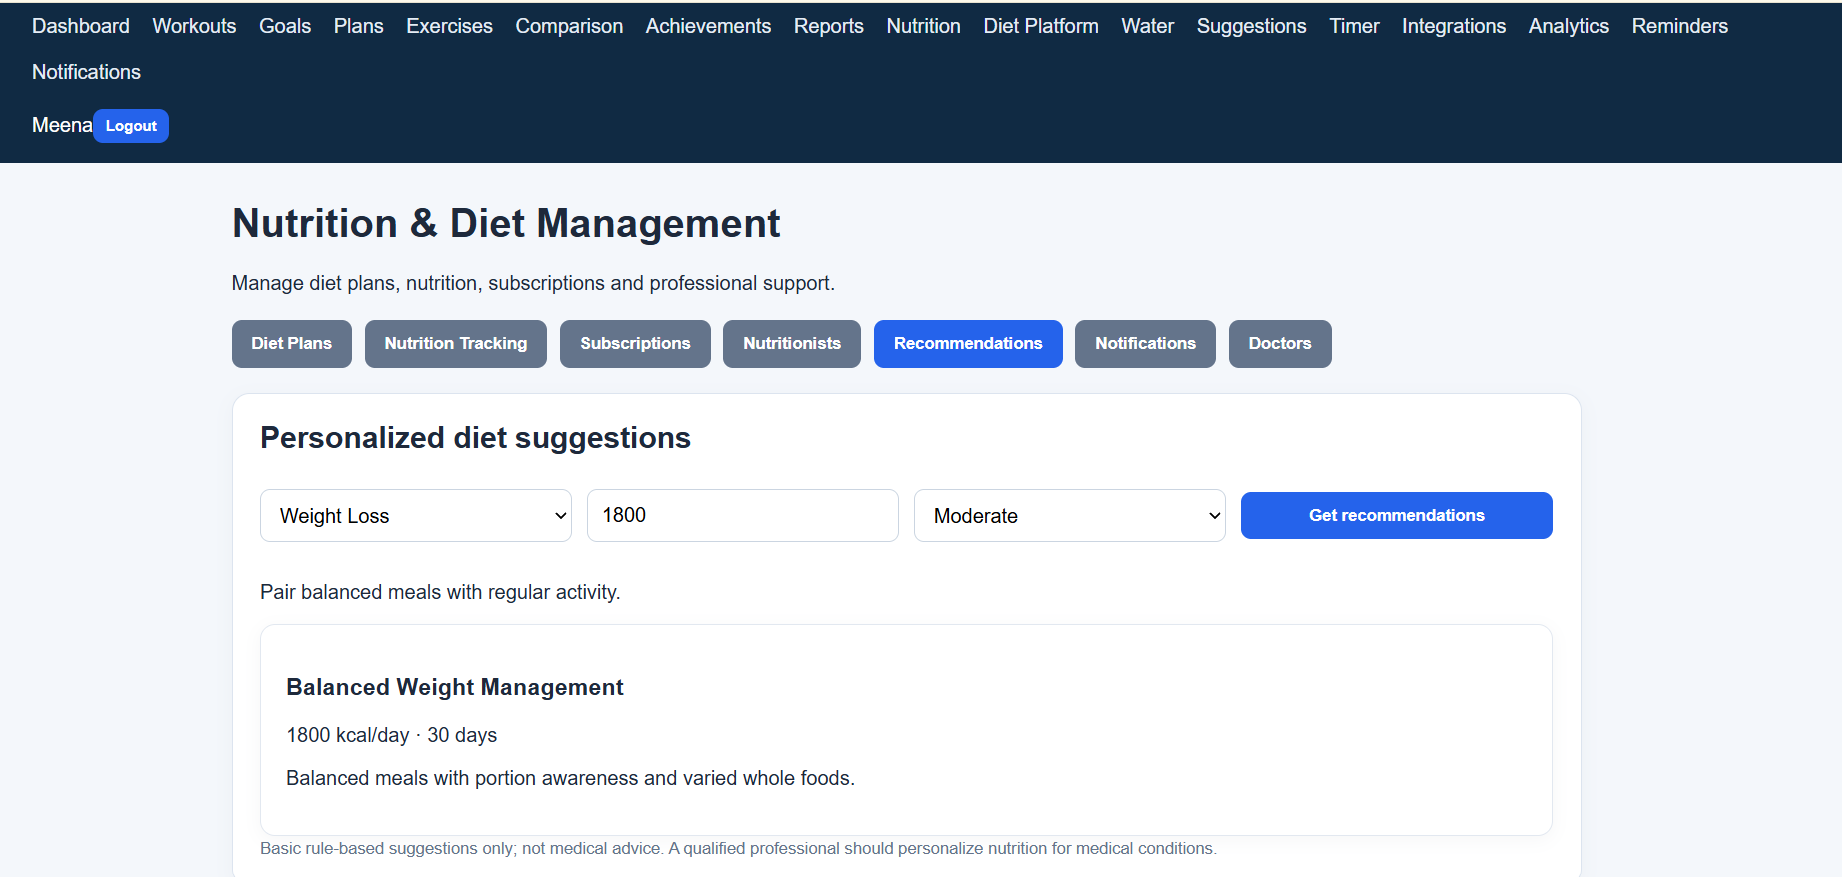 Dashboard Workouts Goals Plans Exercises Comparison Achievements Reports Nutrition Diet Platform Water Suggestions Timer Integrations Analytics Reminders
Notifications
Meena Logout
Nutrition & Diet Management
Manage diet plans, nutrition, subscriptions and professional support.
Diet Plans Nutrition Tracking Subscriptions Nutritionists Recommendations Notifications Doctors
Personalized diet suggestions
Weight Loss 1800 Moderate Get recommendations
Pair balanced meals with regular activity.
Balanced Weight Management
1800 kcal/day · 30 days
Balanced meals with portion awareness and varied whole foods.
Basic rule-based suggestions only; not medical advice. A qualified professional should personalize nutrition for medical conditions.